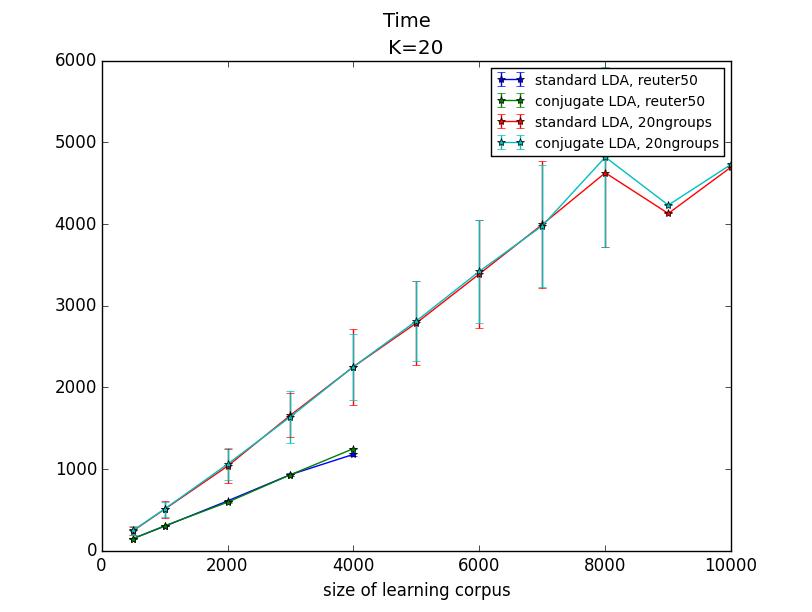 Time
K=20
6000
5000
4000
3000
2000
1000
0
standard LDA, reuter50
conjugate LDA, reuter50
standard LDA, 20ngroups
conjugate LDA, 20ngroups
0 2000 4000 6000 8000 10000
size of learning corpus